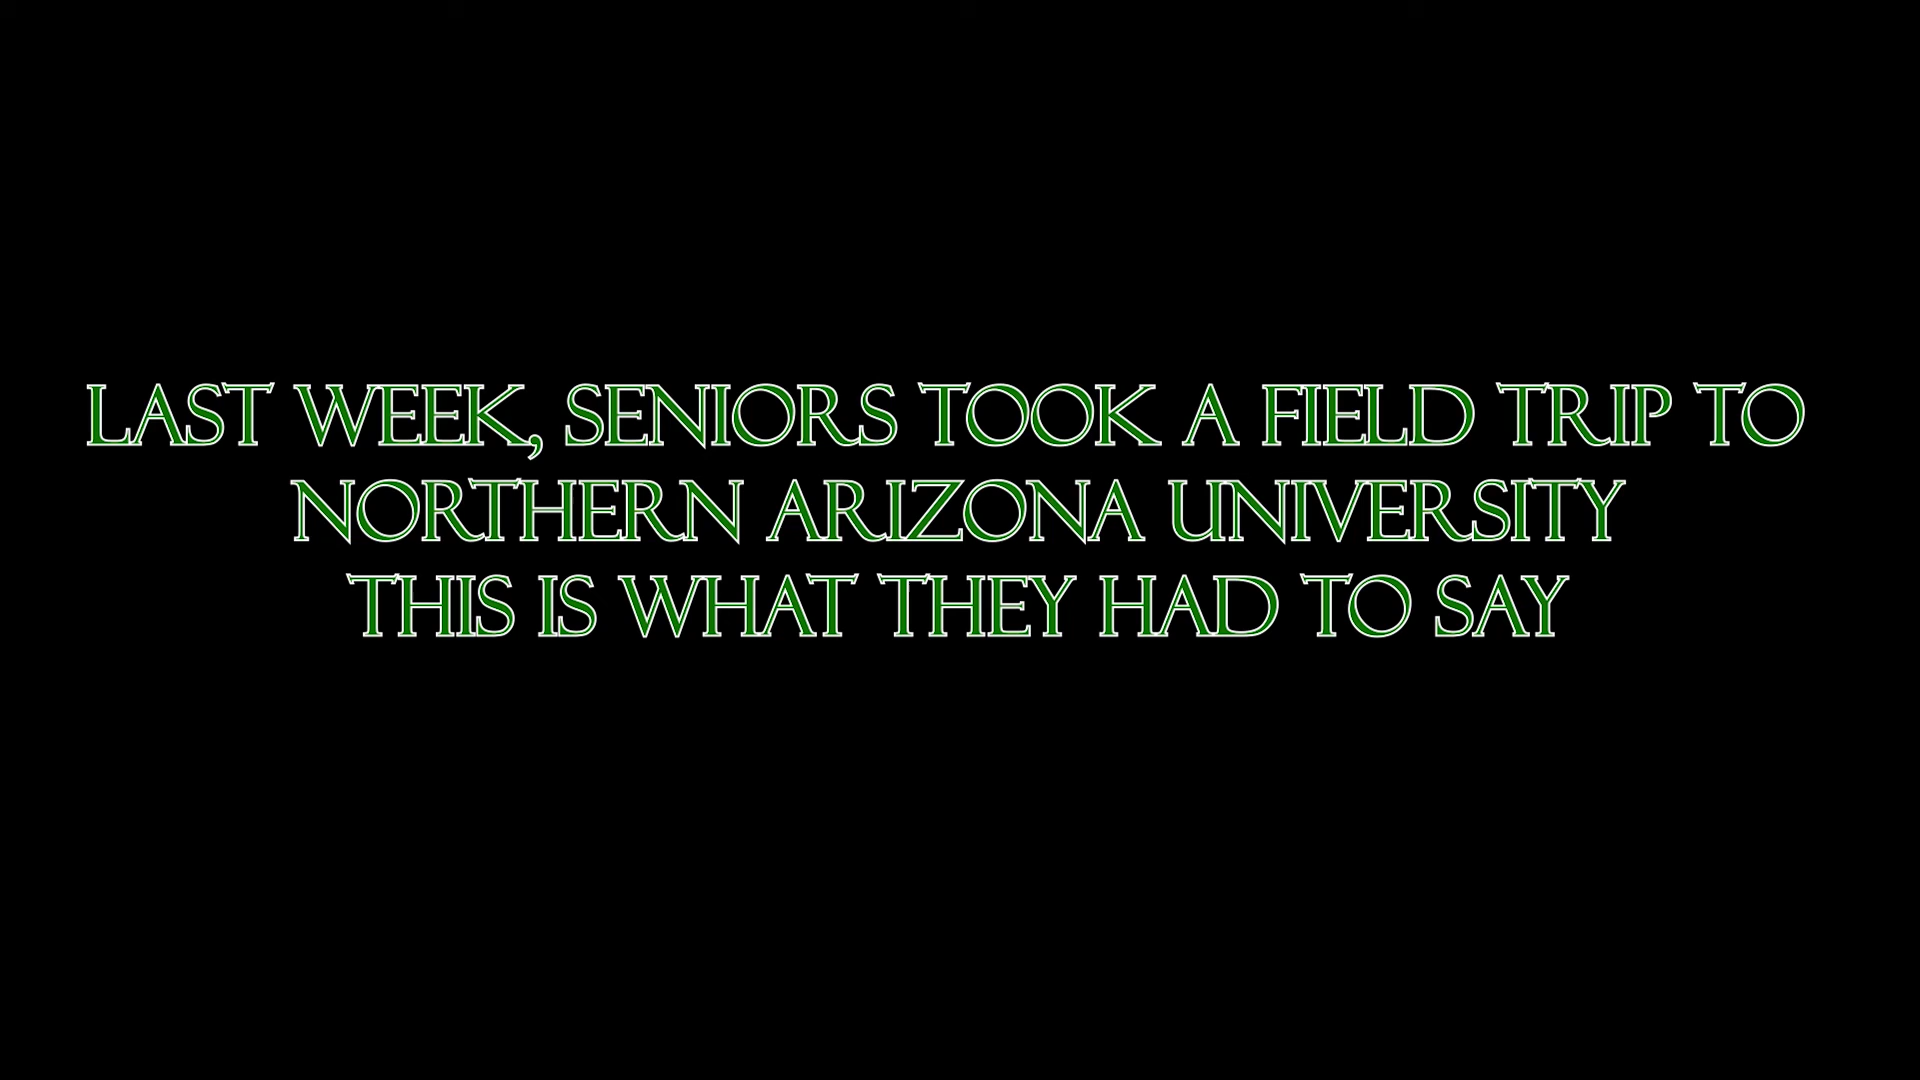 LAST WEEK, SENIORS TOOK A FIELD TRIP TO
NORTHERN ARIZONA UNIVERSITY
THIS IS WHAT THEY HAD TO SAY